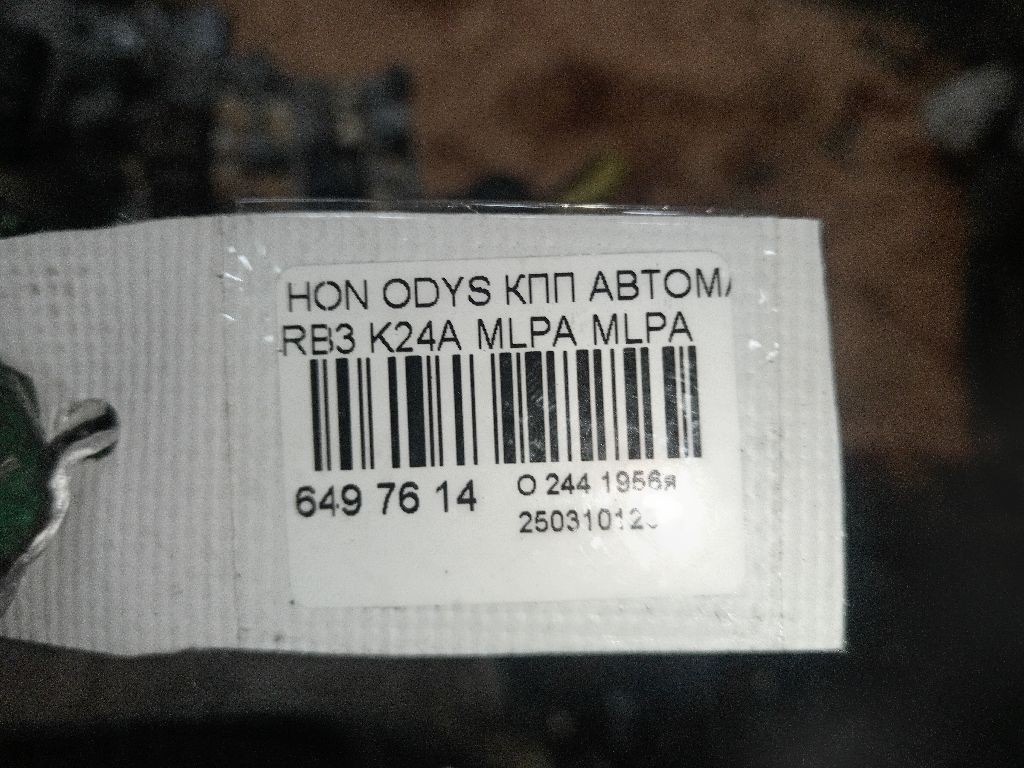 HON ODYS КПП АВТОМА
RB3 K24A MLPA MLPA
649 76 14
О 244 1956я
25031012